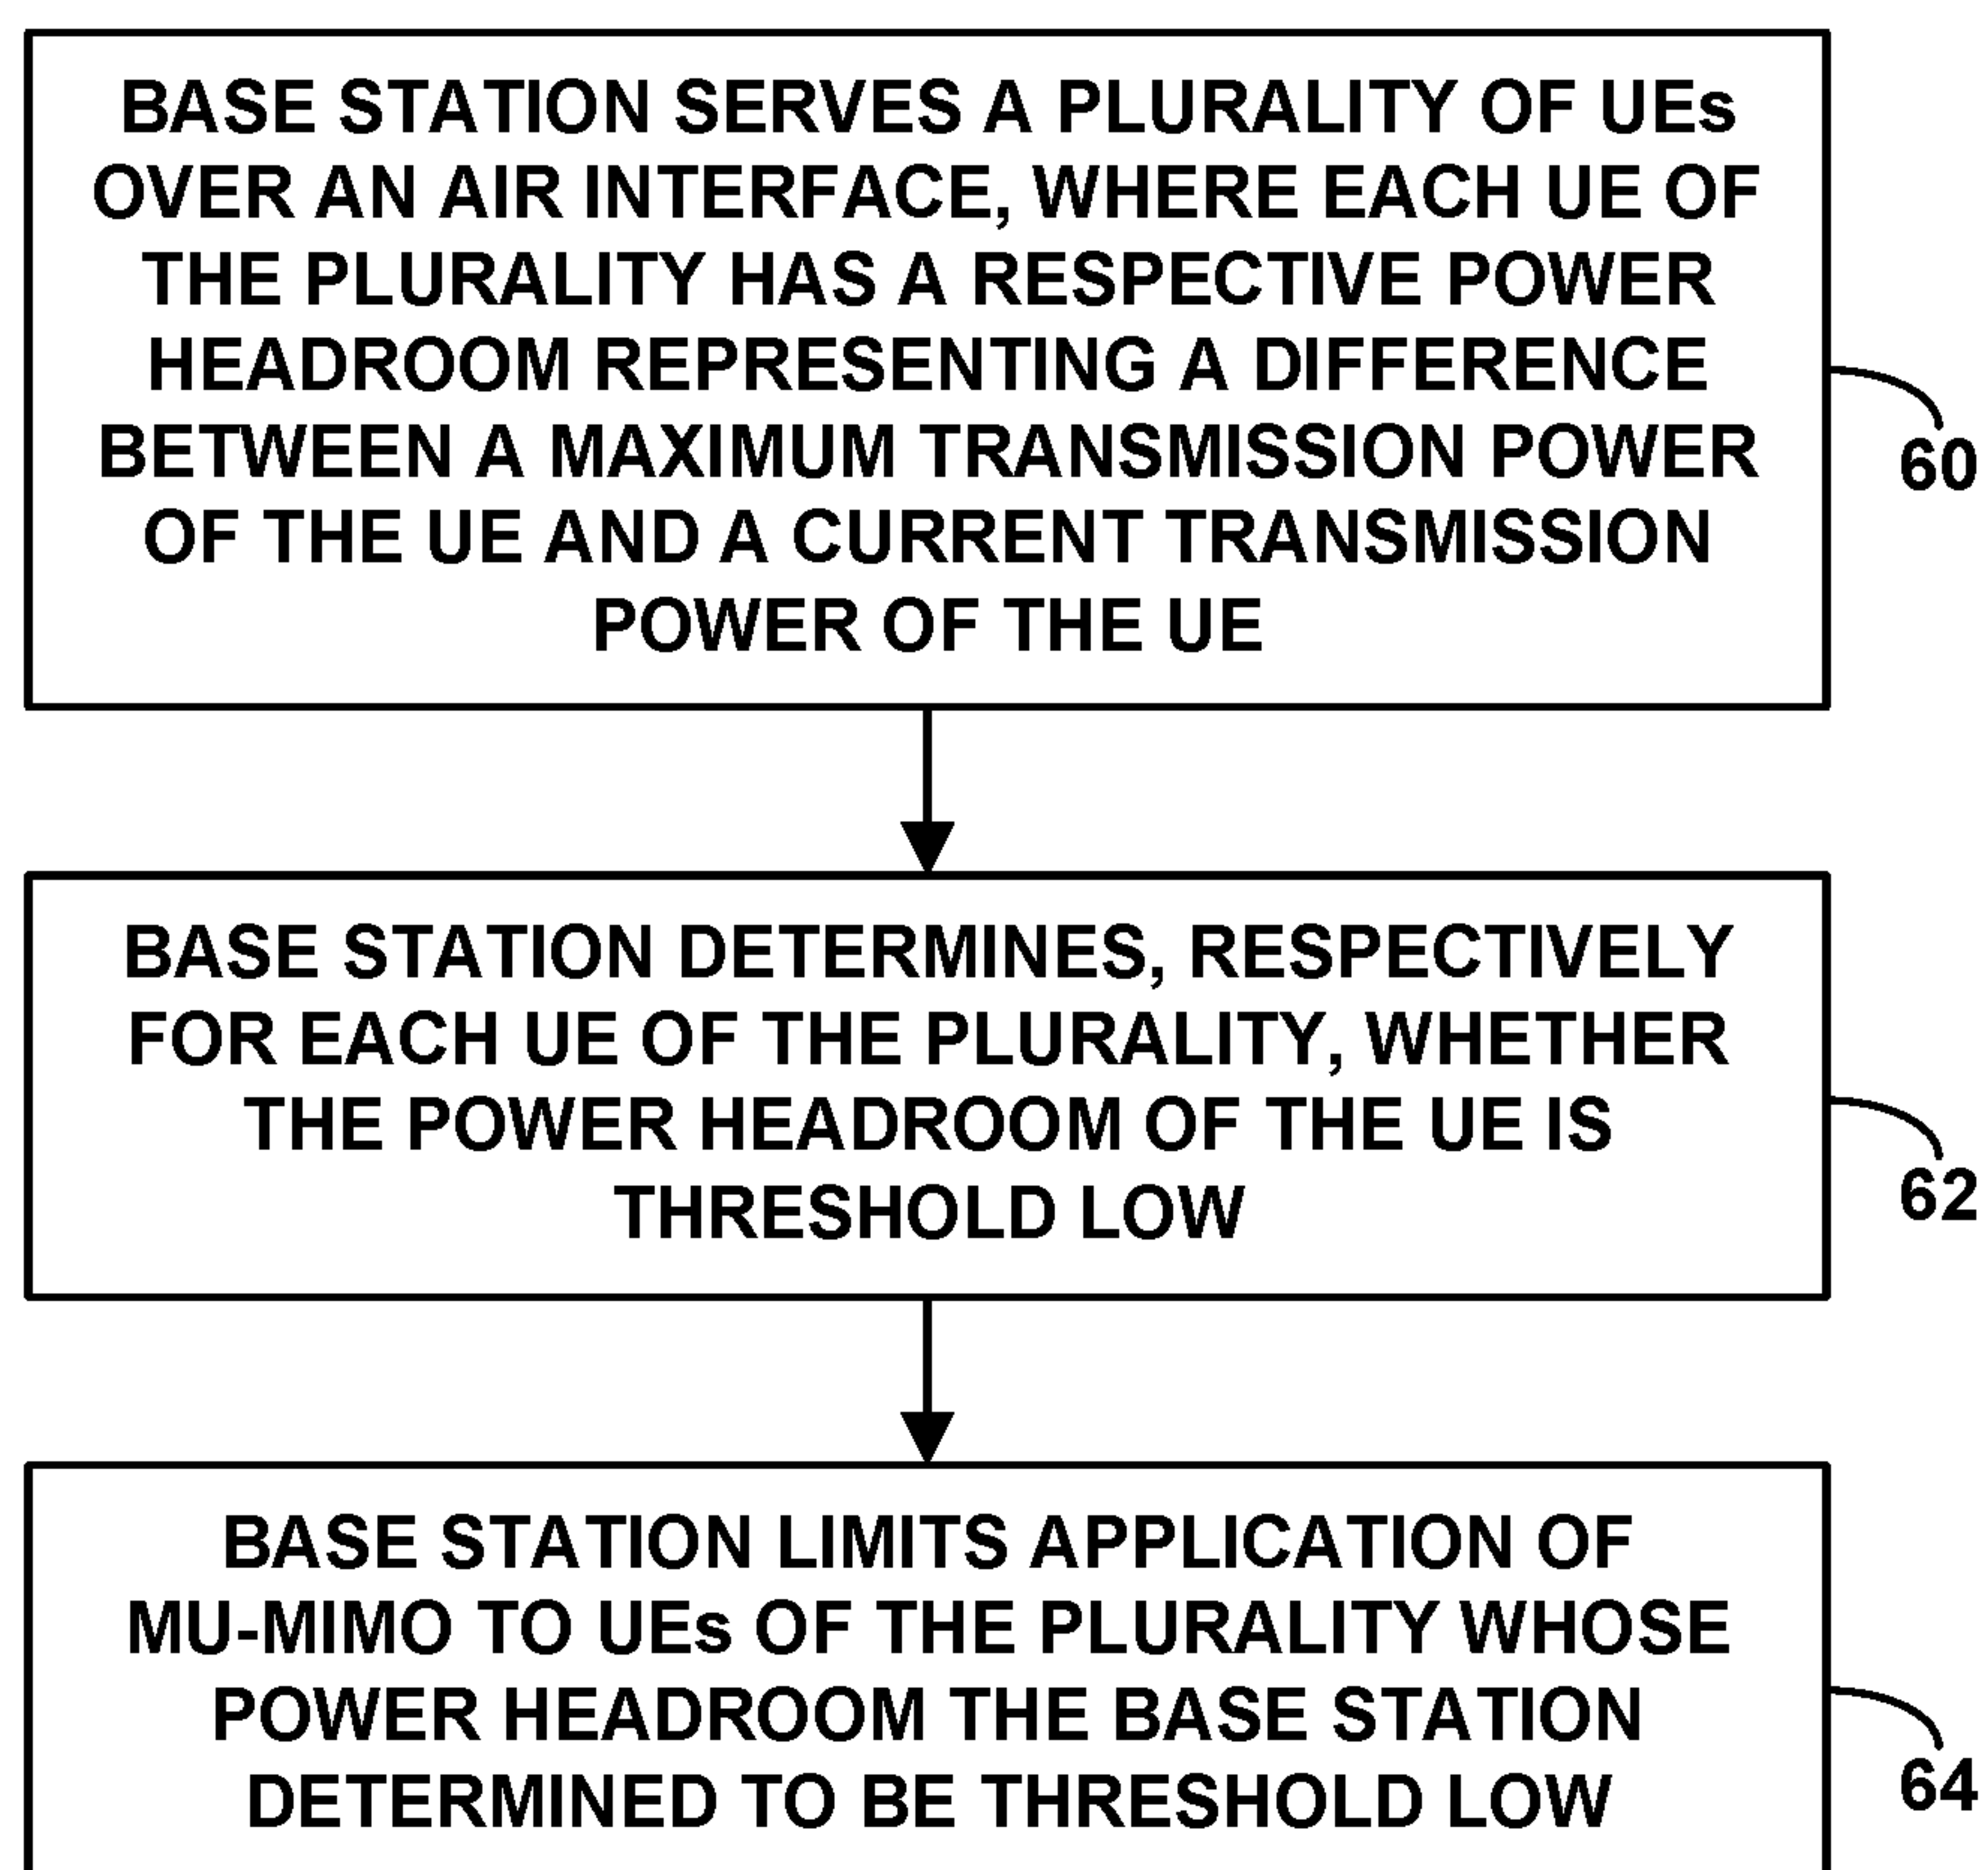 BASE STATION SERVES A PLURALITY OF UEs
OVER AN AIR INTERFACE, WHERE EACH UE OF
THE PLURALITY HAS A RESPECTIVE POWER
HEADROOM REPRESENTING A DIFFERENCE
BETWEEN A MAXIMUM TRANSMISSION POWER
OF THE UE AND A CURRENT TRANSMISSION
POWER OF THE UE
60
BASE STATION DETERMINES, RESPECTIVELY
FOR EACH UE OF THE PLURALITY, WHETHER
THE POWER HEADROOM OF THE UE IS
THRESHOLD LOW
62
BASE STATION LIMITS APPLICATION OF
MU-MIMO TO UEs OF THE PLURALITY WHOSE
POWER HEADROOM THE BASE STATION
DETERMINED TO BE THRESHOLD LOW
64